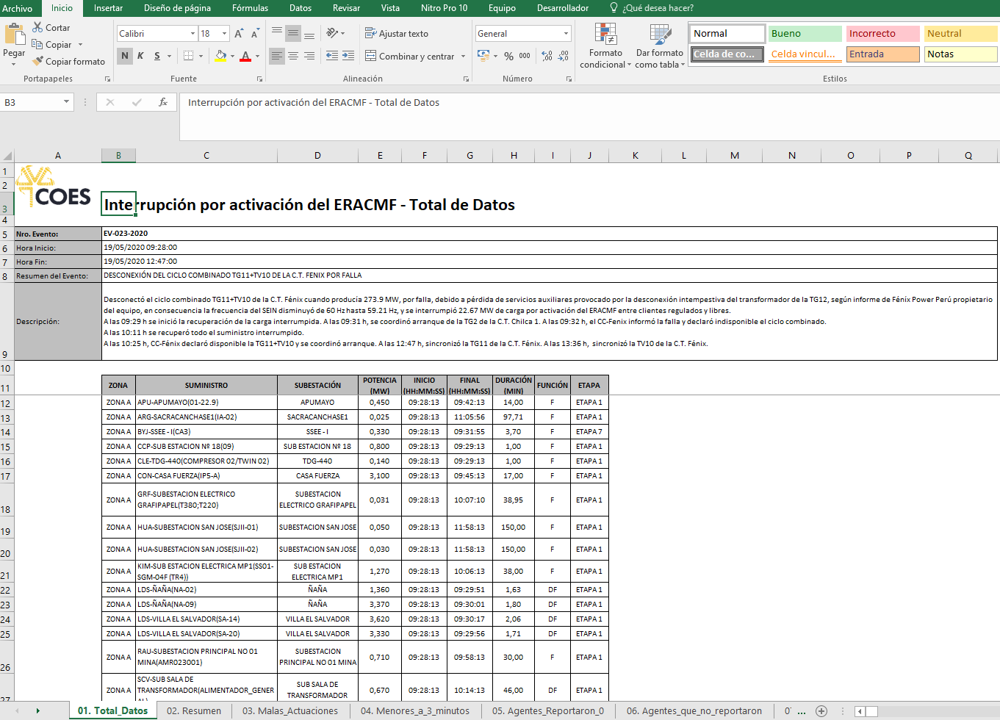 Archivo Inicio Insertar Diseño de página Fórmulas Datos Revisar Vista Nitro Pro 10 Equipo Desarrollador ¿Qué desea hacer?
Pegar Cortar
Copiar
Copiar formato
Portapapeles
Calibri 18 A A
N K S A
Fuente
Ajustar texto
Combinar y centrar
Alineación
General
% 000
Número
Formato condicional
Dar formato como tabla
Normal Bueno Incorrecto Neutral
Celda de co... Celda vincul... Entrada Notas
Estilos
B3 fx Interrupción por activación del ERACMF - Total de Datos
A B C D E F G H I J K L M N O P Q
1
2
COES
3 Interrupción por activación del ERACMF - Total de Datos
4
5 Nro. Evento: EV-023-2020
6 Hora Inicio: 19/05/2020 09:28:00
7 Hora Fin: 19/05/2020 12:47:00
8 Resumen del Evento: DESCONEXIÓN DEL CICLO COMBINADO TG11+TV10 DE LA C.T. FENIX POR FALLA
9 Descripción:
Desconectó el ciclo combinado TG11+TV10 de la C.T. Fénix cuando producía 273.9 MW, por falla, debido a pérdida de servicios auxiliares provocado por la desconexión intempestiva del transformador de la TG12, según informe de Fénix Power Perú propietario
del equipo, en consecuencia la frecuencia del SEIN disminuyó de 60 Hz hasta 59.21 Hz, y se interrumpió 22.67 MW de carga por activación del ERACMF entre clientes regulados y libres.
A las 09:29 h se inició la recuperación de la carga interrumpida. A las 09:31 h, se coordinó arranque de la TG2 de la C.T. Chilca 1. A las 09:32 h, el CC-Fenix informó la falla y declaró indisponible el ciclo combinado.
A las 10:11 h se recuperó todo el suministro interrumpido.
A las 10:25 h, CC-Fénix declaró disponible la TG11+TV10 y se coordinó arranque. A las 12:47 h, sincronizó la TG11 de la C.T. Fénix. A las 13:36 h, sincronizó la TV10 de la C.T. Fénix.
10
11 ZONA SUMINISTRO SUBESTACIÓN POTENCIA (MW) INICIO (HH:MM:SS) FINAL (HH:MM:SS) DURACIÓN (MIN) FUNCIÓN ETAPA
12 ZONA A APU-APUMAYO(01-22.9) APUMAYO 0,450 09:28:13 09:42:13 14,00 F ETAPA 1
13 ZONA A ARG-SACRACANCHASE1(IA-02) SACRACANCHASE1 0,025 09:28:13 11:05:56 97,71 F ETAPA 1
14 ZONA A BYJ-SSEE - I(CA3) SSEE - I 0,330 09:28:13 09:31:55 3,70 F ETAPA 7
15 ZONA A CCP-SUB ESTACION Nº 18(09) SUB ESTACION Nº 18 0,800 09:28:13 09:29:13 1,00 F ETAPA 1
16 ZONA A CLE-TDG-440(COMPRESOR 02/TWIN 02) TDG-440 0,140 09:28:13 09:29:13 1,00 F ETAPA 1
17 ZONA A CON-CASA FUERZA(IP5-A) CASA FUERZA 3,100 09:28:13 09:45:13 17,00 F ETAPA 1
18 ZONA A GRF-SUBESTACION ELECTRICO GRAFIPAPEL(T380;T220) SUBESTACION ELECTRICO GRAFIPAPEL 0,031 09:28:13 10:07:10 38,95 F ETAPA 1
19 ZONA A HUA-SUBESTACION SAN JOSE(SJII-01) SUBESTACION SAN JOSE 0,050 09:28:13 11:58:13 150,00 F ETAPA 1
20 ZONA A HUA-SUBESTACION SAN JOSE(SJII-02) SUBESTACION SAN JOSE 0,030 09:28:13 11:58:13 150,00 F ETAPA 1
21 ZONA A KIM-SUB ESTACION ELECTRICA MP1(SS01-SGM-04F (TR4)) SUB ESTACION ELECTRICA MP1 1,270 09:28:13 10:06:13 38,00 F ETAPA 1
22 ZONA A LDS-ÑAÑA(NA-02) ÑAÑA 1,360 09:28:13 09:29:51 1,63 DF ETAPA 1
23 ZONA A LDS-ÑAÑA(NA-09) ÑAÑA 3,370 09:28:13 09:30:01 1,80 DF ETAPA 1
24 ZONA A LDS-VILLA EL SALVADOR(SA-14) VILLA EL SALVADOR 3,620 09:28:13 09:30:17 2,06 DF ETAPA 1
25 ZONA A LDS-VILLA EL SALVADOR(SA-20) VILLA EL SALVADOR 3,330 09:28:13 09:29:56 1,71 DF ETAPA 1
26 ZONA A RAU-SUBESTACION PRINCIPAL NO 01 MINA(AMR023001) SUBESTACION PRINCIPAL NO 01 MINA 0,710 09:28:13 09:58:13 30,00 F ETAPA 1
27 ZONA A SCV-SUB SALA DE TRANSFORMADOR(ALIMENTADOR_GENERAL) SUB SALA DE TRANSFORMADOR 0,670 09:28:13 10:14:13 46,00 DF ETAPA 1
01. Total_Datos 02. Resumen 03. Malas_Actuaciones 04. Menores_a_3_minutos 05. Agentes_Reportaron_0 06. Agentes_que_no_reportaron 0 ...